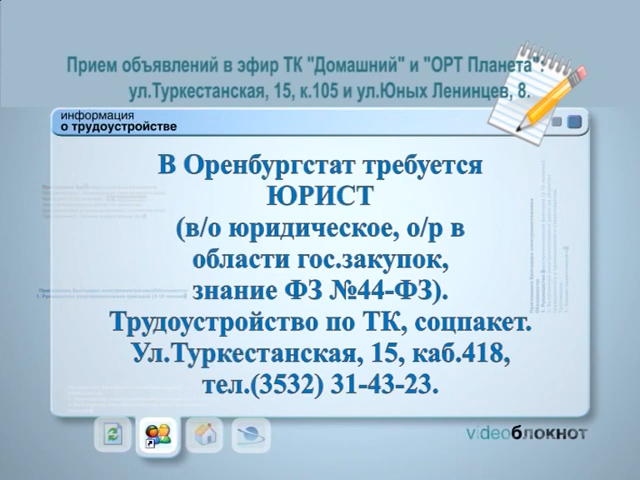 Прием объявлений в эфир ТК "Домашний" и "ОРТ Планета":
ул.Туркестанская, 15, к.105 и ул.Юных Ленинцев, 8.
информация
о трудоустройстве
В Оренбургстат требуется
ЮРИСТ
(в/о юридическое, о/р в
области гос.закупок,
знание ФЗ №44-ФЗ).
Трудоустройство по ТК, соцпакет.
Ул.Туркестанская, 15, каб.418,
тел.(3532) 31-43-23.
videoблокнот